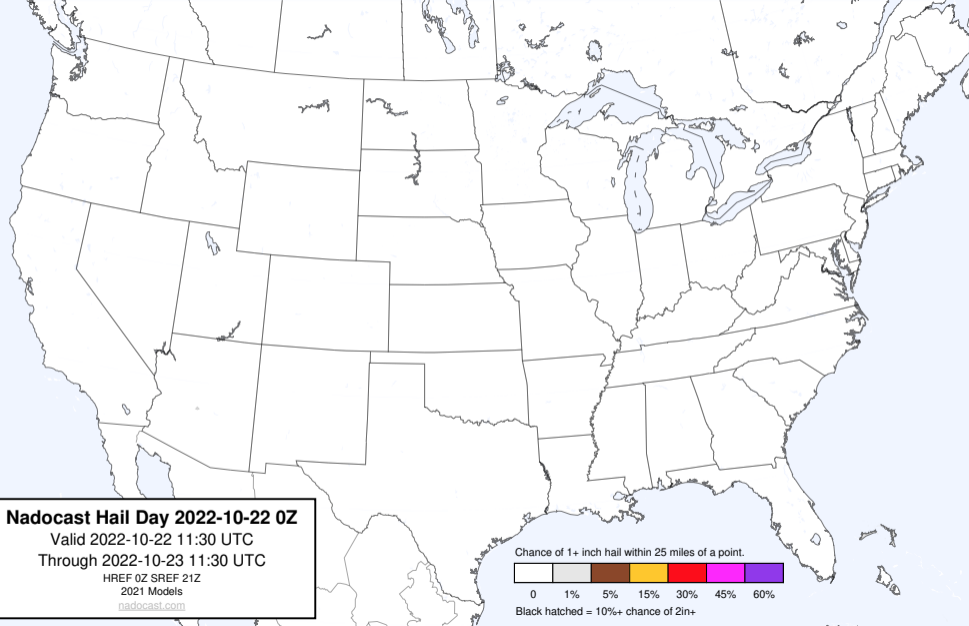 Nadocast Hail Day 2022-10-22 0Z
Valid 2022-10-22 11:30 UTC
Through 2022-10-23 11:30 UTC
HREF 0Z SREF 21Z
2021 Models
nadocast.com
Chance of 1+ inch hail within 25 miles of a point.
0 1% 5% 15% 30% 45% 60%
Black hatched = 10%+ chance of 2in+